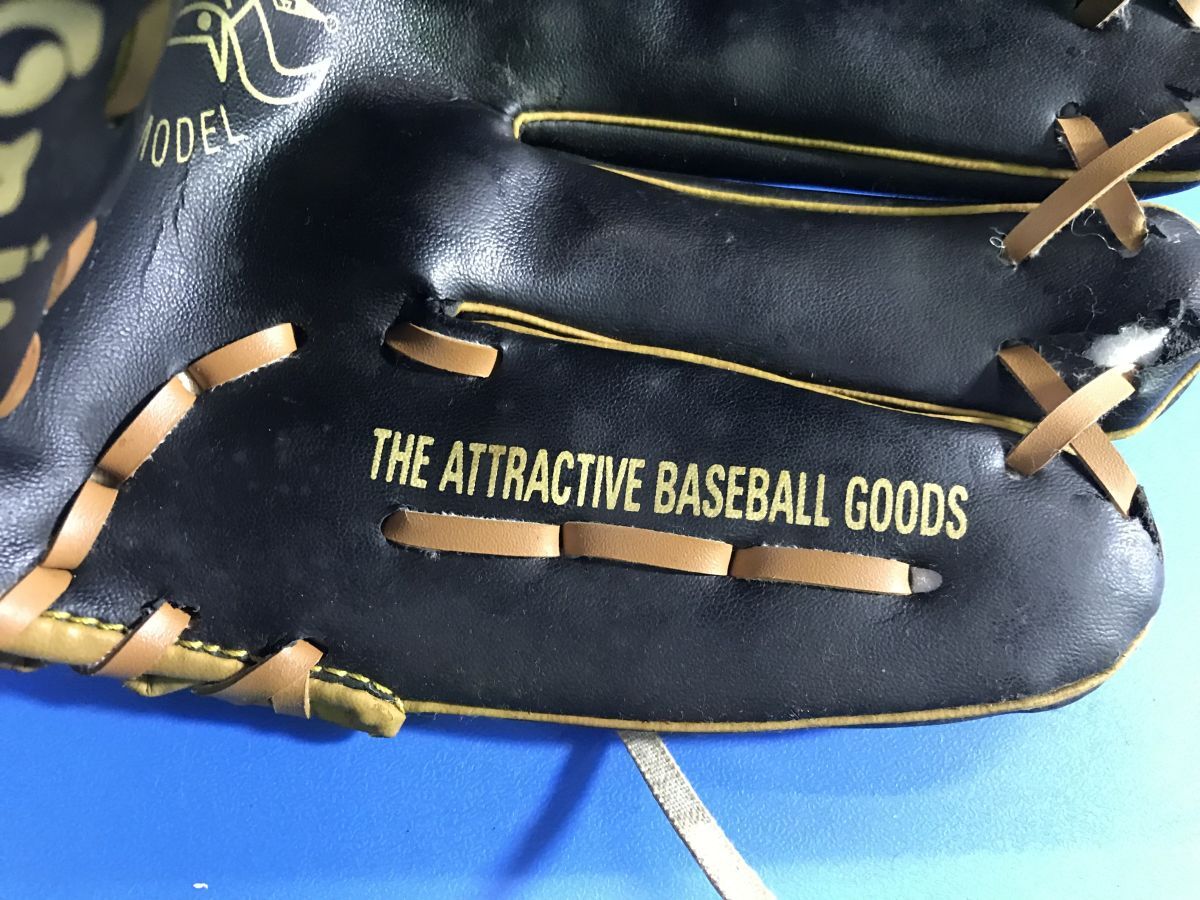 MODEL
THE ATTRACTIVE BASEBALL GOODS